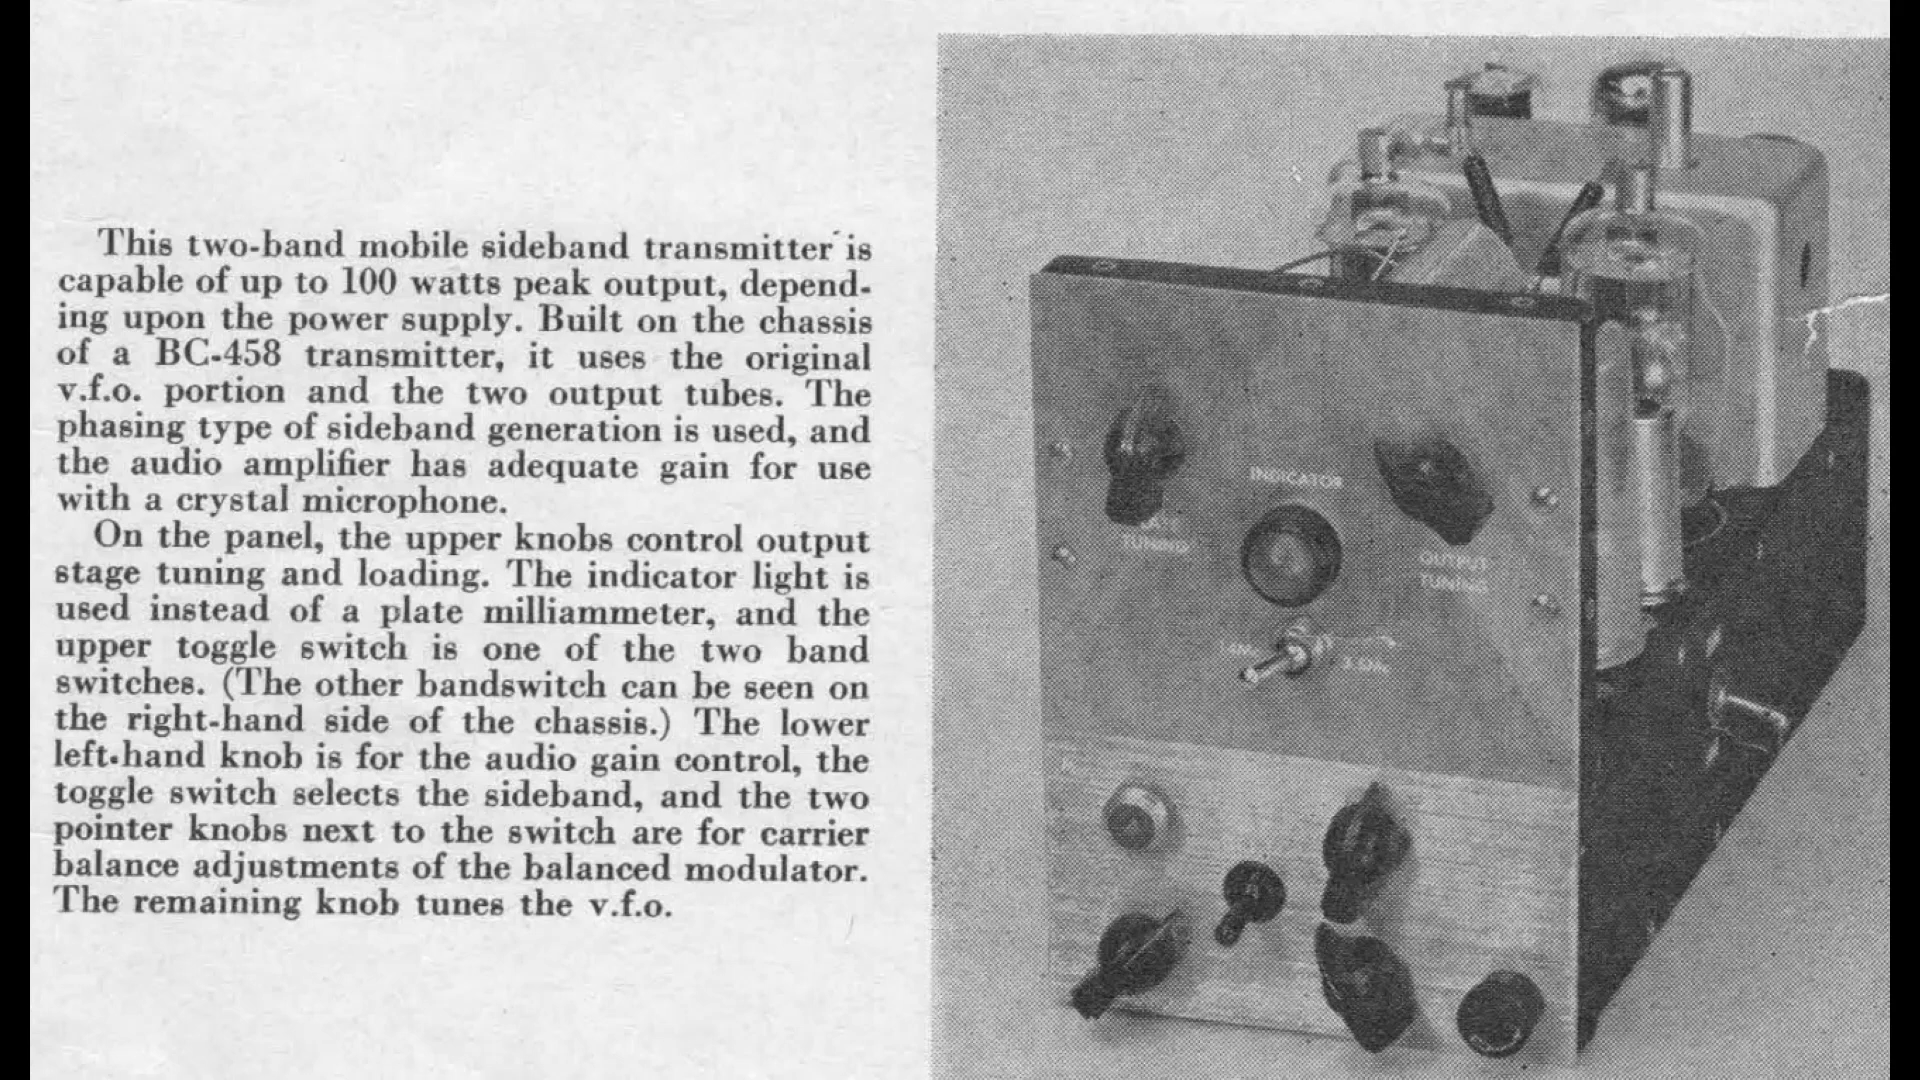 This two-band mobile sideband transmitter is
capable of up to 100 watts peak output, depend-
ing upon the power supply. Built on the chassis
of a BC-458 transmitter, it uses the original
v.f.o. portion and the two output tubes. The
phasing type of sideband generation is used, and
the audio amplifier has adequate gain for use
with a crystal microphone.
On the panel, the upper knobs control output
stage tuning and loading. The indicator light is
used instead of a plate milliammeter, and the
upper toggle switch is one of the two band
switches. (The other bandswitch can be seen on
the right-hand side of the chassis.) The lower
left-hand knob is for the audio gain control, the
toggle switch selects the sideband, and the two
pointer knobs next to the switch are for carrier
balance adjustments of the balanced modulator.
The remaining knob tunes the v.f.o.
INDICATOR
TUNING
OUTPUT
TUNING